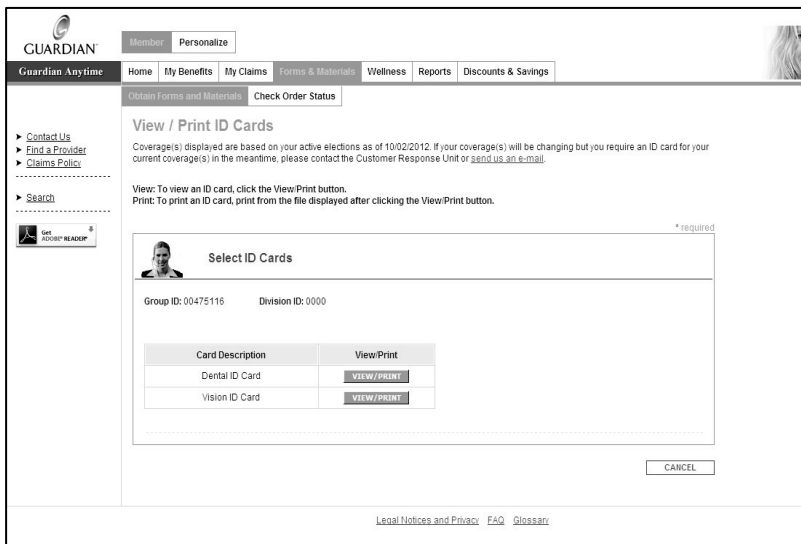 GUARDIAN
Member Personalize
Guardian Anytime
Home My Benefits My Claims Forms & Materials Wellness Reports Discounts & Savings
Obtain Forms and Materials Check Order Status
Contact Us
Find a Provider
Claims Policy
Search
Get
ADOBE® READER®
View / Print ID Cards
Coverage(s) displayed are based on your active elections as of 10/02/2012. If your coverage(s) will be changing but you require an ID card for your
current coverage(s) in the meantime, please contact the Customer Response Unit or send us an e-mail.
View: To view an ID card, click the View/Print button.
Print: To print an ID card, print from the file displayed after clicking the View/Print button.
* required
Select ID Cards
Group ID: 00475116 Division ID: 0000
Card Description View/Print
Dental ID Card VIEW/PRINT
Vision ID Card VIEW/PRINT
CANCEL
Legal Notices and Privacy FAQ Glossary